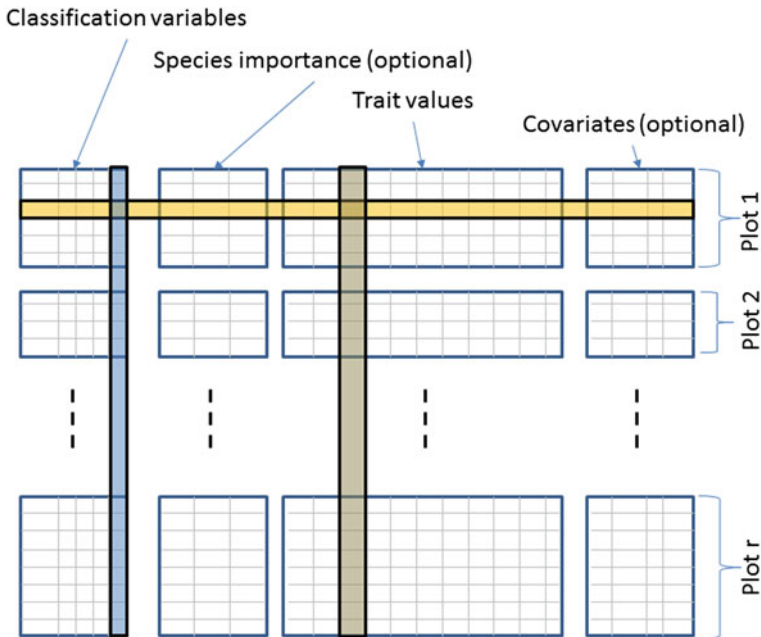 Classification variables
Species importance (optional)
Trait values
Covariates (optional)
Plot 1
Plot 2
Plot r